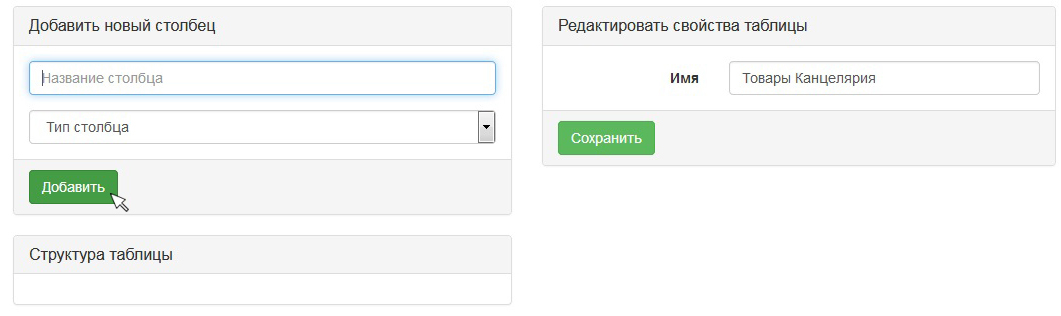 Добавить новый столбец
Название столбца
Тип столбца
Добавить
Структура таблицы
Редактировать свойства таблицы
Имя
Товары Канцелярия
Сохранить